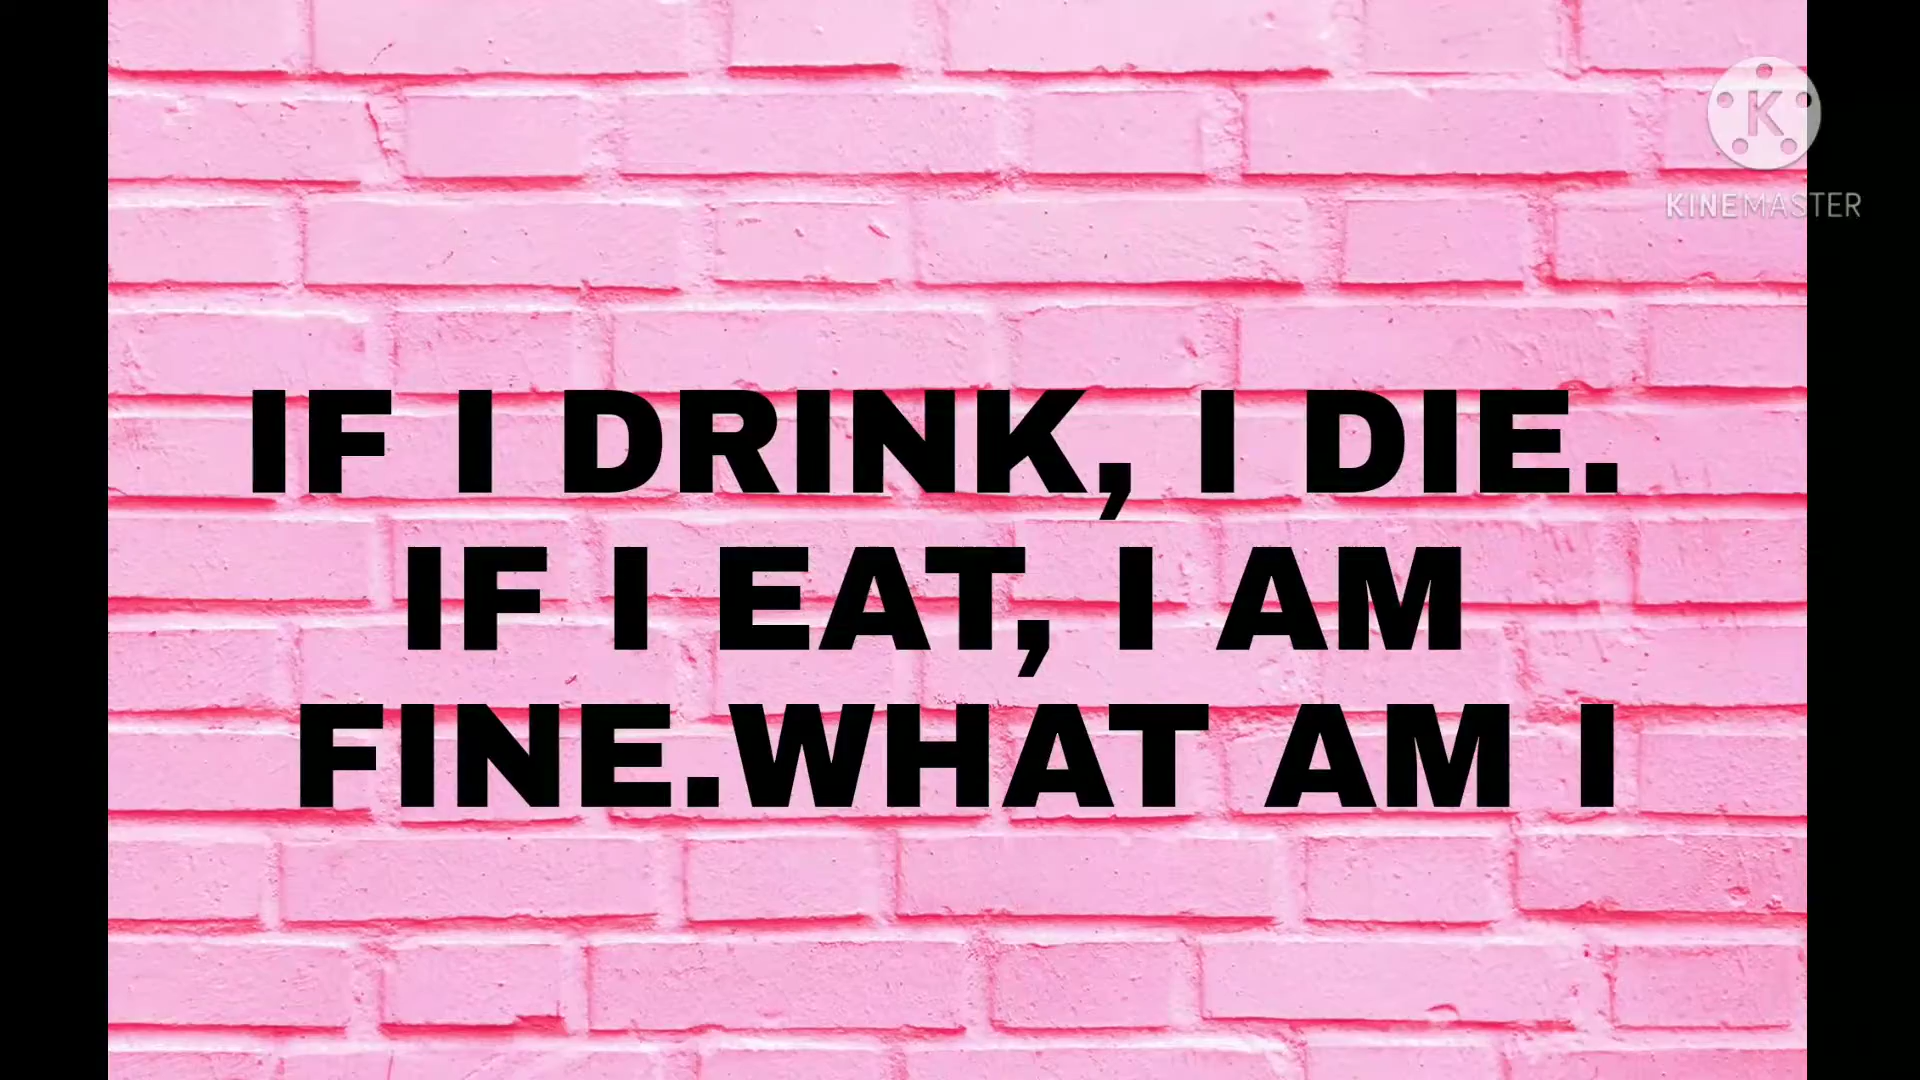 KINEMASTER
IF I DRINK, I DIE.
IF I EAT, I AM
FINE.WHAT AM I